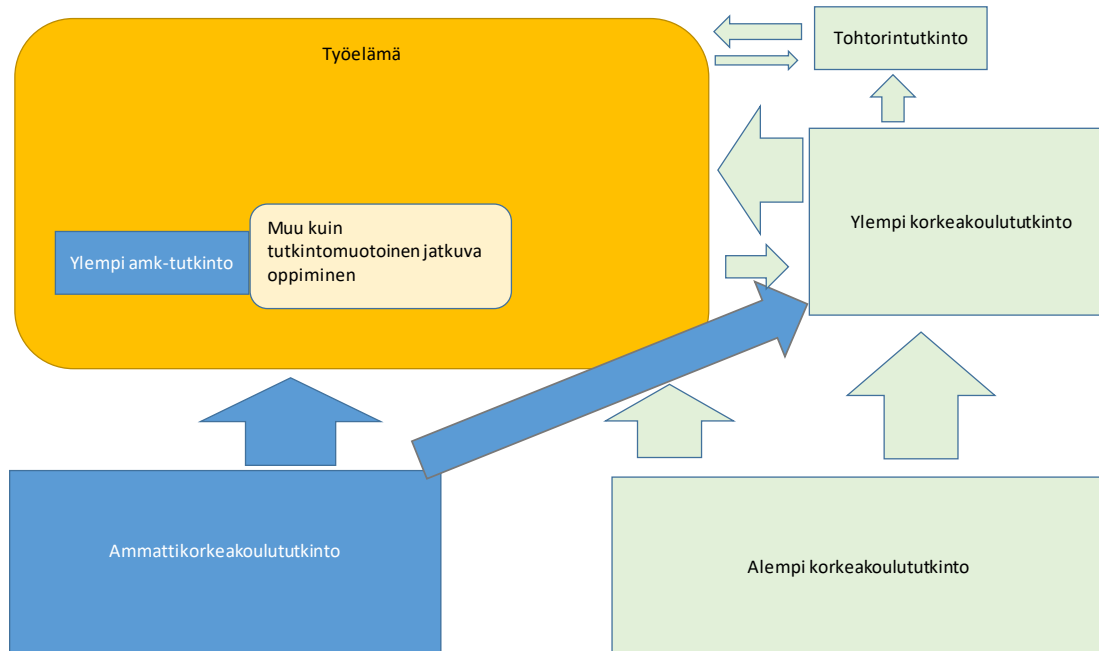 Työelämä
Tohtorintutkinto
Ylempi korkeakoulututkinto
Ylempi amk-tutkinto
Muu kuin
tutkintomuotoinen jatkuva
oppiminen
Ammattikorkeakoulututkinto
Alempi korkeakoulututkinto